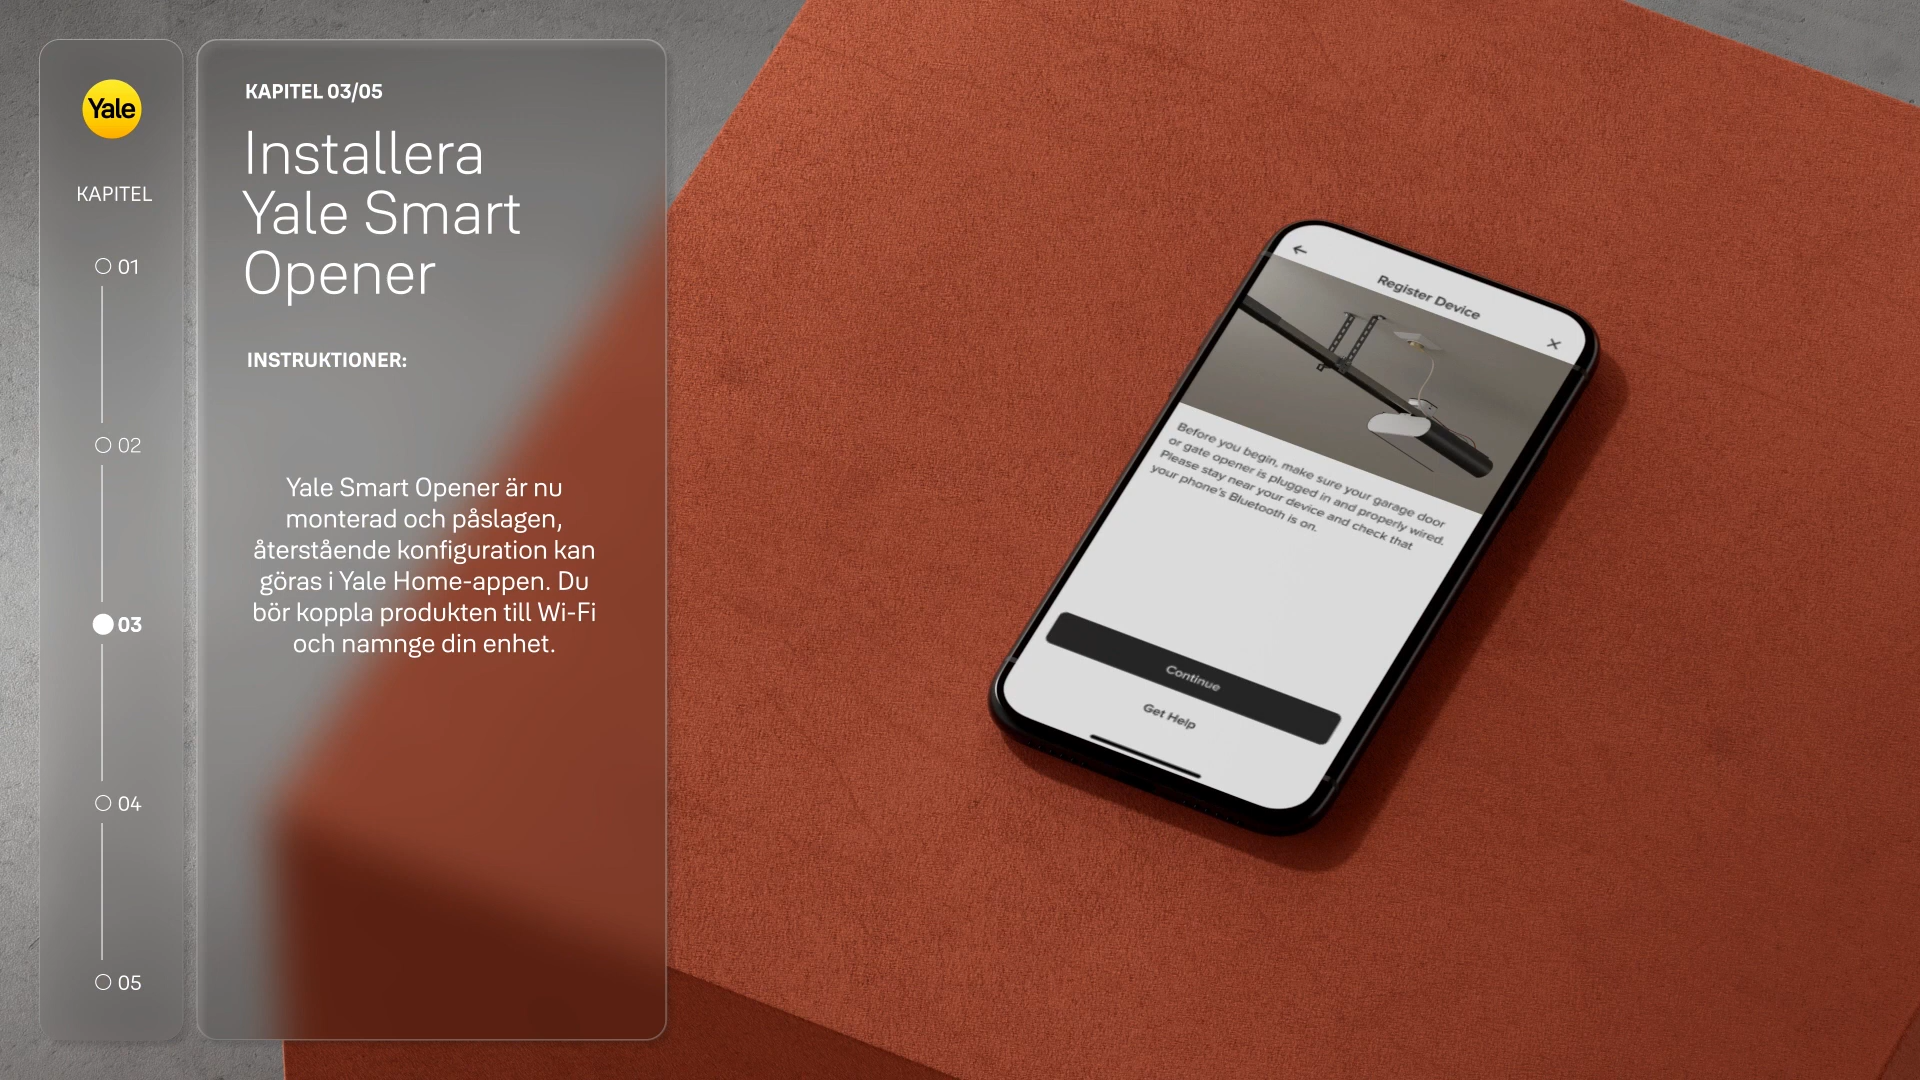 Yale
KAPITEL
01
02
03
04
05
KAPITEL 03/05
Installera
Yale Smart
Opener
INSTRUKTIONER:
Yale Smart Opener är nu
monterad och påslagen,
återstående konfiguration kan
göras i Yale Home-appen. Du
bör koppla produkten till Wi-Fi
och namnge din enhet.
Register Device
Before you begin, make sure your garage door
or gate opener is plugged in and properly wired.
Please stay near your device and check that
your phone's Bluetooth is on.
Continue
Get Help